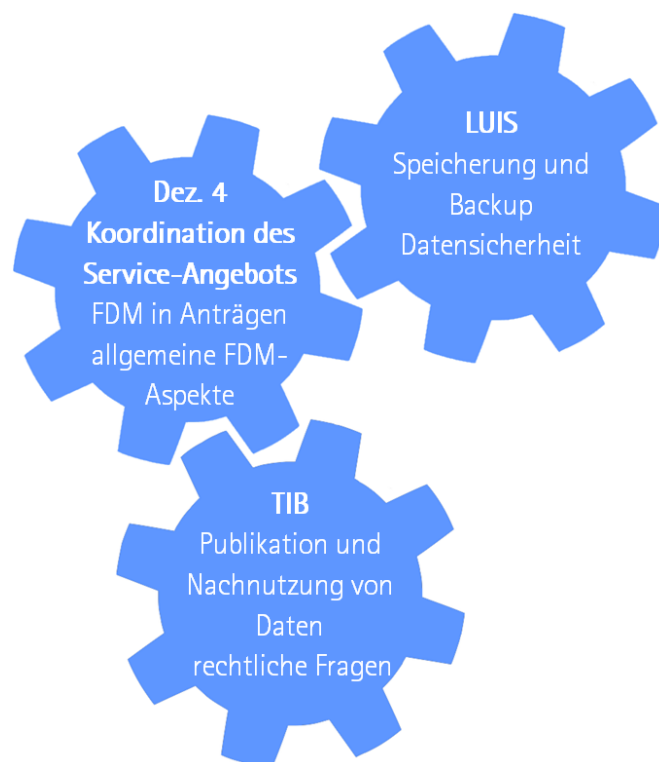 LUIS
Speicherung und
Backup
Datensicherheit
Dez. 4
Koordination des
Service-Angebots
FDM in Anträgen
allgemeine FDM-
Aspekte
TIB
Publikation und
Nachnutzung von
Daten
rechtliche Fragen